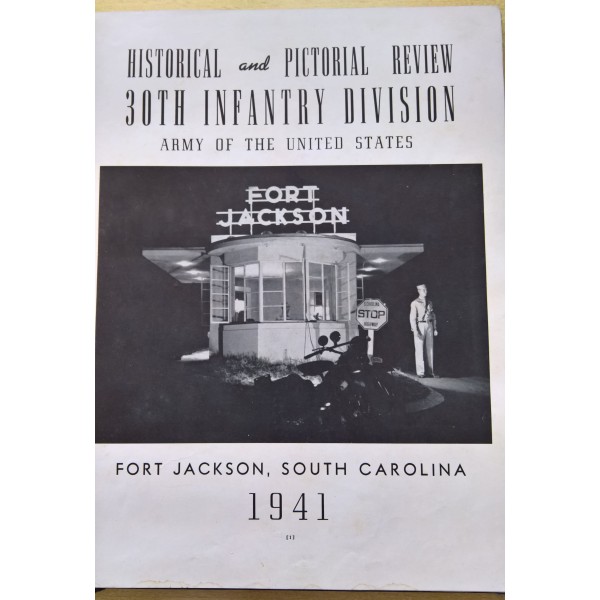 HISTORICAL and PICTORIAL REVIEW
30TH INFANTRY DIVISION
ARMY OF THE UNITED STATES
FORT
JACKSON
STOP
FORT JACKSON, SOUTH CAROLINA
1941